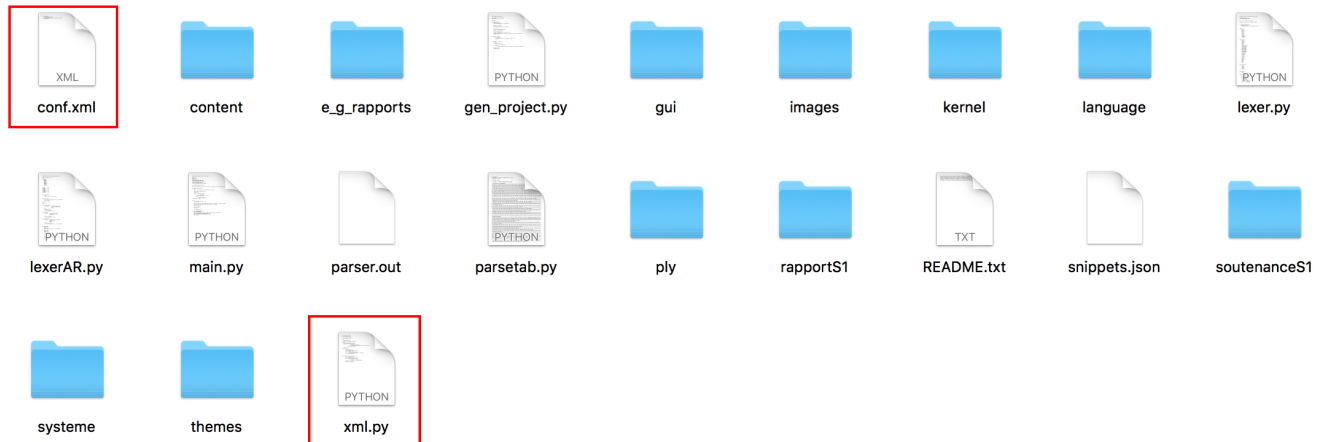 XML
PYTHON
PYTHON
conf.xml content e_g_rapports gen_project.py gui images kernel language lexer.py
PYTHON PYTHON PYTHON TXT
lexerAR.py main.py parser.out parsetab.py ply rapportS1 README.txt snippets.json soutenanceS1
PYTHON
systeme themes xml.py